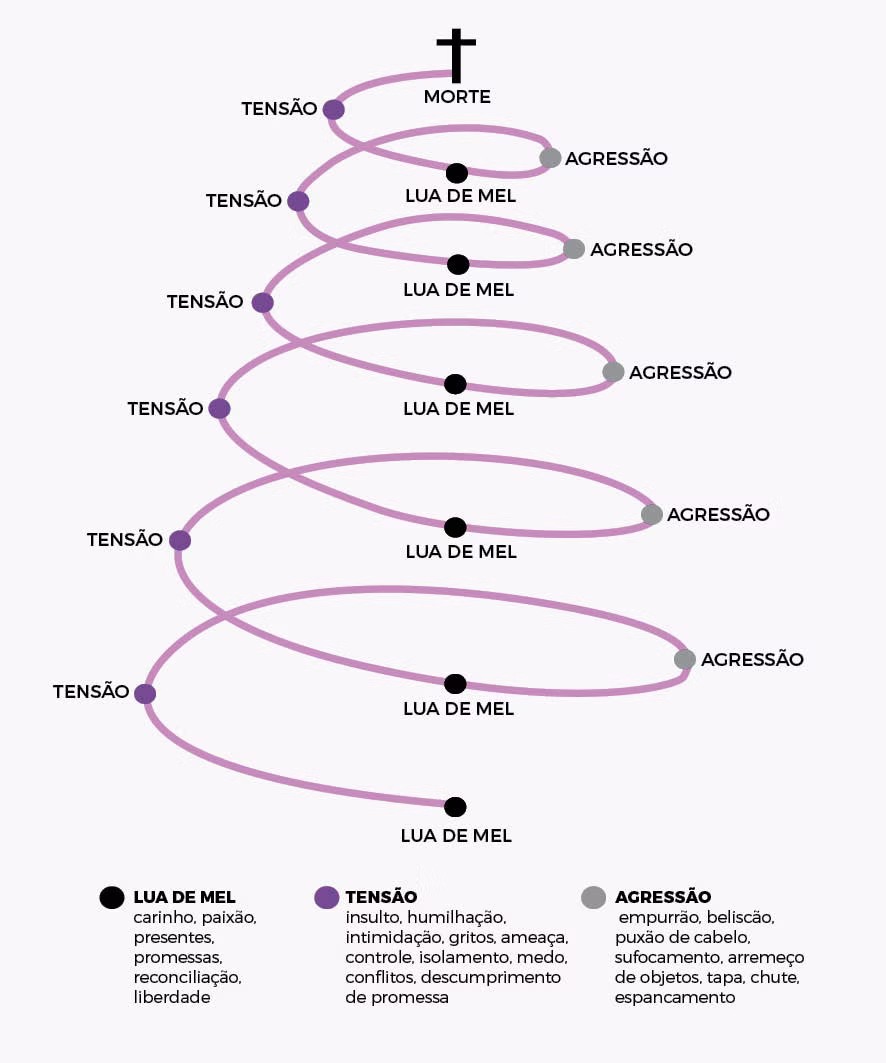 MORTE
TENSÃO
AGRESSÃO
LUA DE MEL
TENSÃO
AGRESSÃO
LUA DE MEL
TENSÃO
AGRESSÃO
LUA DE MEL
TENSÃO
AGRESSÃO
LUA DE MEL
TENSÃO
AGRESSÃO
LUA DE MEL
TENSÃO
LUA DE MEL
LUA DE MEL
carinho, paixão,
presentes,
promessas,
reconciliação,
liberdade
TENSÃO
insulto, humilhação,
intimidação, gritos, ameaça,
controle, isolamento, medo,
conflitos, descumprimento
de promessa
AGRESSÃO
empurrão, beliscão,
puxão de cabelo,
sufocamento, arremeço
de objetos, tapa, chute,
espancamento